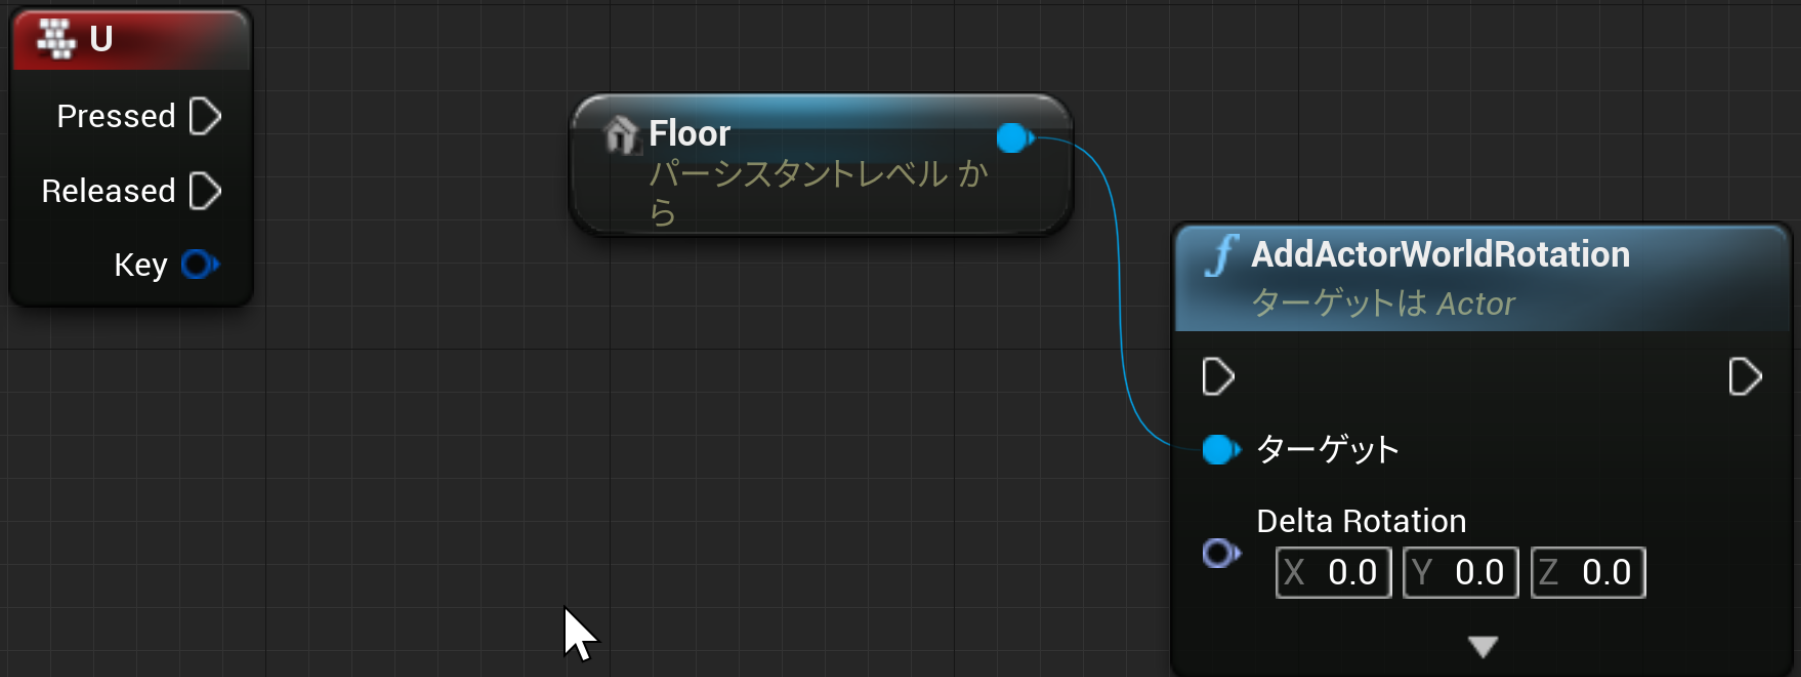 U
Pressed
Released
Key
Floor
パーシスタントレベル か
ら
AddActorWorldRotation
ターゲットは Actor
ターゲット
Delta Rotation
X 0.0 Y 0.0 Z 0.0